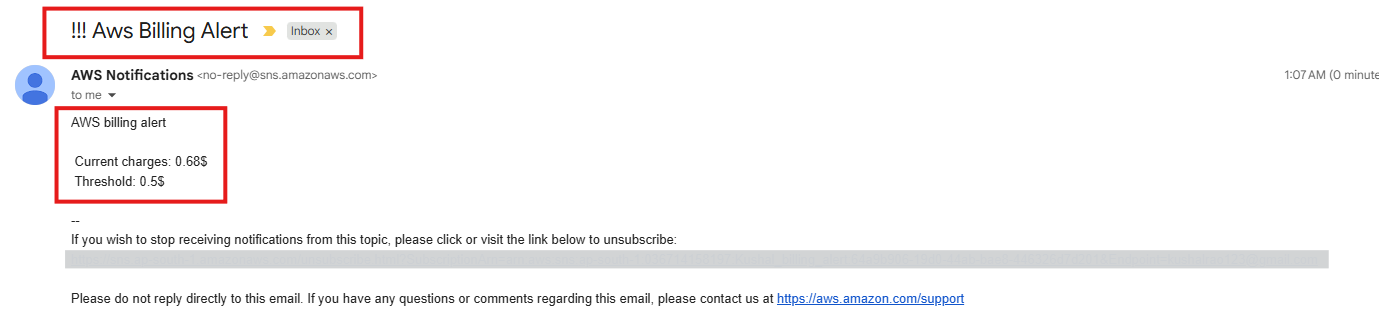 !!! Aws Billing Alert Inbox ×
AWS Notifications <no-reply@sns.amazonaws.com> 1:07 AM (0 minute
to me
AWS billing alert
Current charges: 0.68$
Threshold: 0.5$
--
If you wish to stop receiving notifications from this topic, please click or visit the link below to unsubscribe:
Please do not reply directly to this email. If you have any questions or comments regarding this email, please contact us at https://aws.amazon.com/support